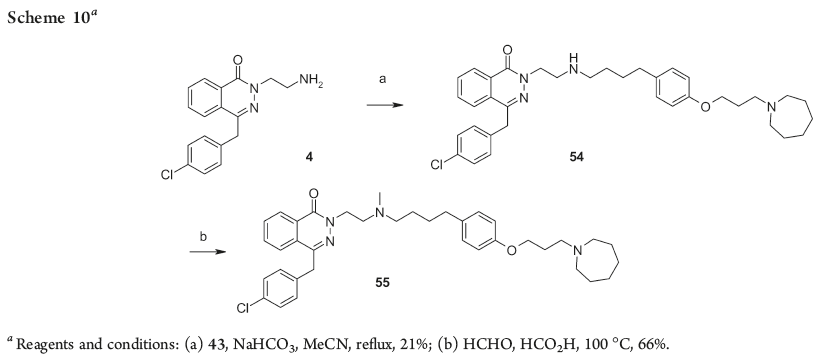 Scheme 10ᵃ
O
N
N
NH₂
Cl
4
a
O
N
N
H
N
O
N
Cl
54
b
O
N
N
N
O
N
Cl
55
ᵃ Reagents and conditions: (a) 43, NaHCO₃, MeCN, reflux, 21%; (b) HCHO, HCO₂H, 100 °C, 66%.